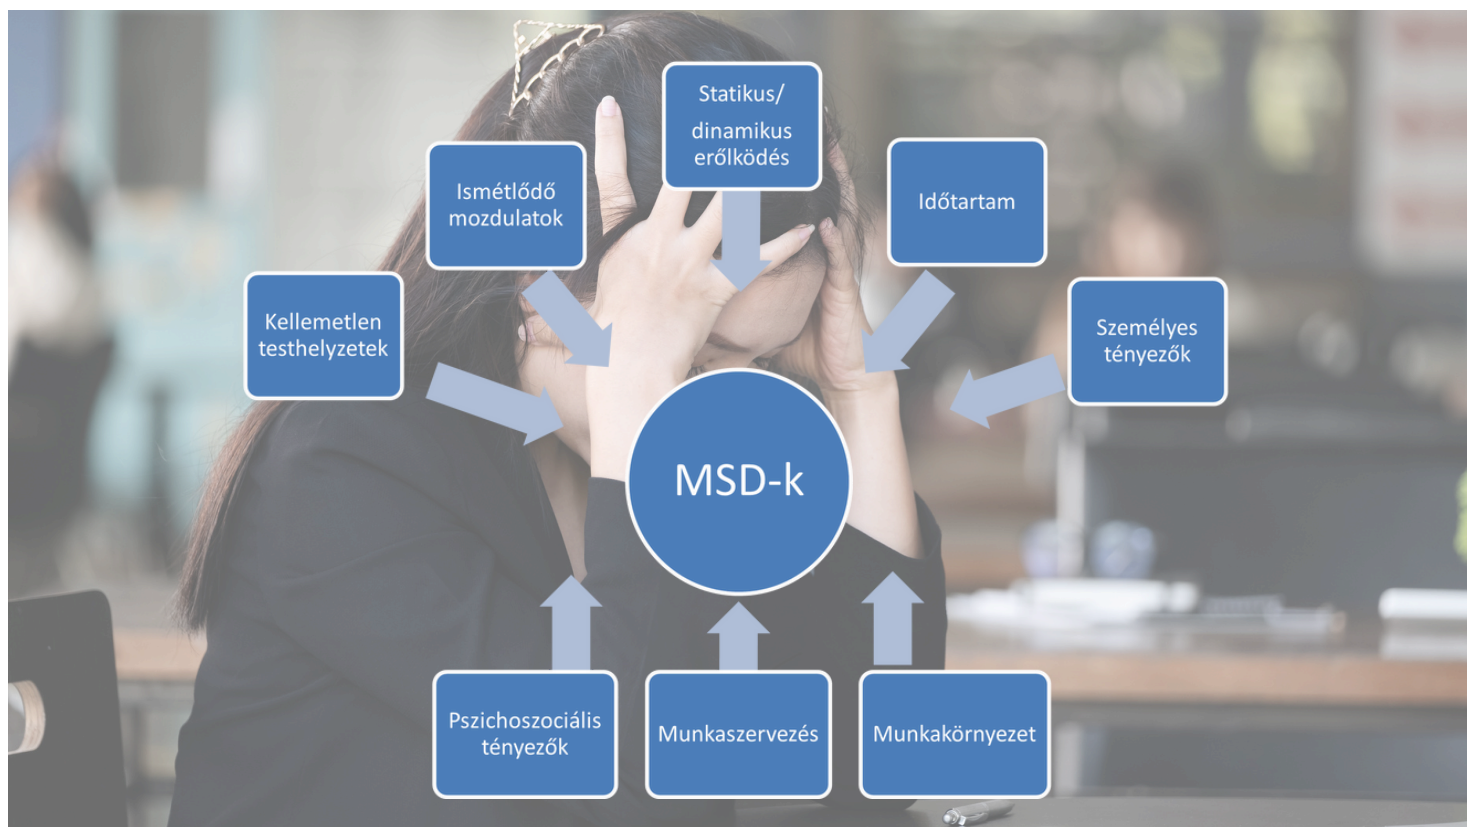 Statikus/
dinamikus
erőlködés
Ismétlődő
mozdulatok
Időtartam
Kellemetlen
testhelyzetek
Személyes
tényezők
MSD-k
Pszichoszociális
tényezők
Munkaszervezés
Munkakörnyezet